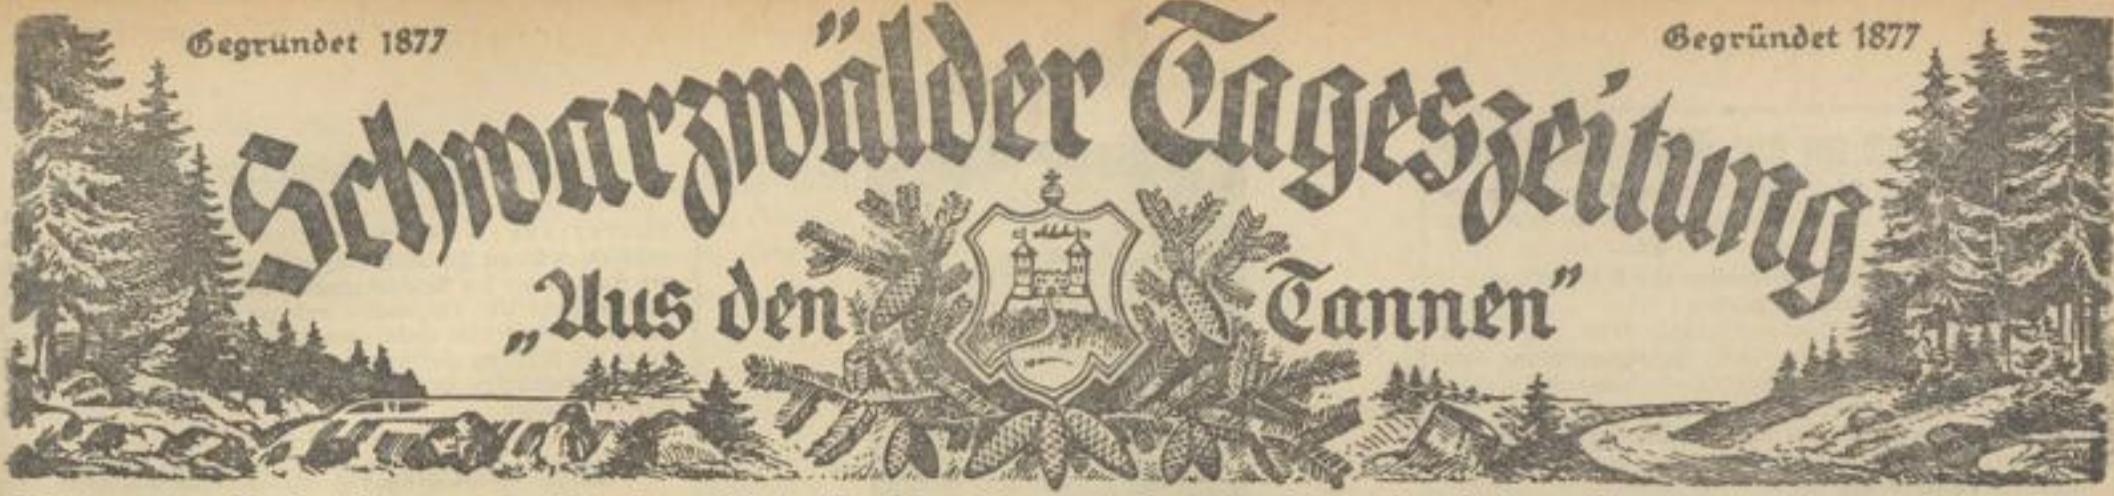 Gegründet 1877
Gegründet 1877
Schwarzwälder Tageszeitung
„Aus den Tannen“